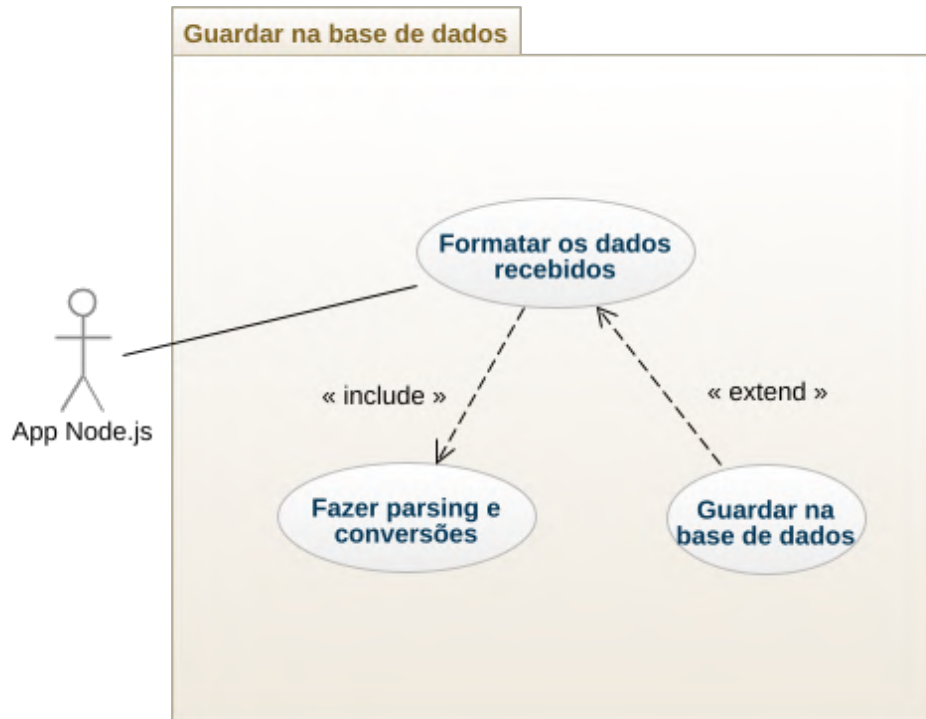 Guardar na base de dados
Formatar os dados
recebidos
« include »
« extend »
App Node.js
Fazer parsing e
conversões
Guardar na
base de dados